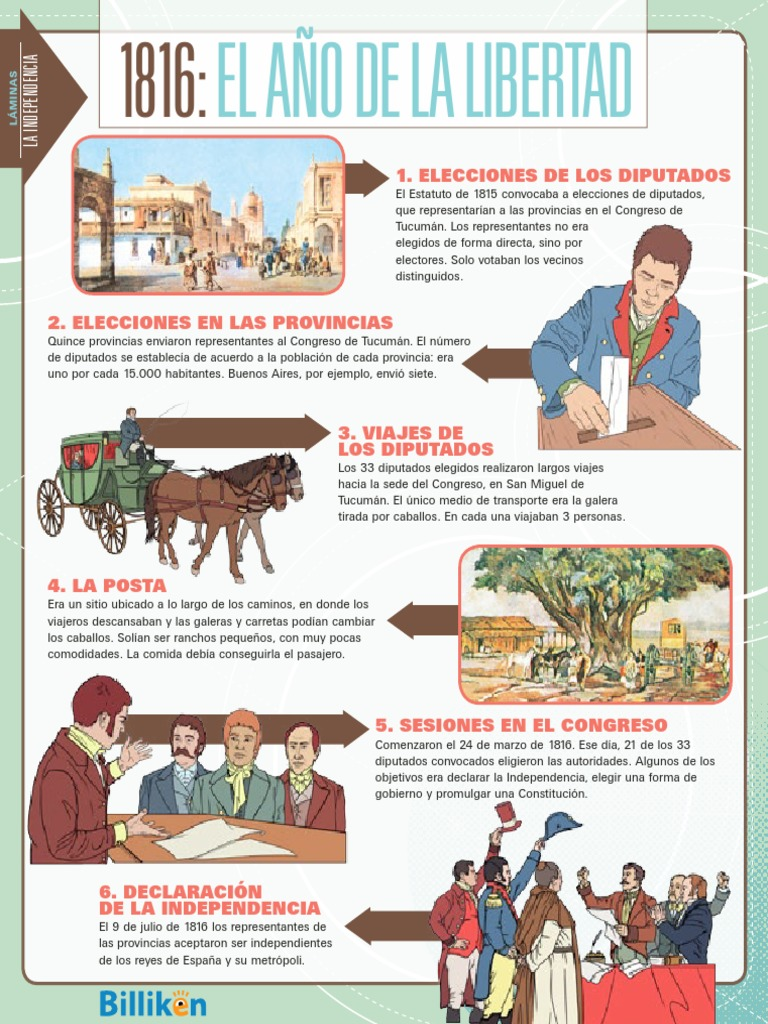 LÁMINAS
LA INDEPENDENCIA
1816: EL AÑO DE LA LIBERTAD
1. ELECCIONES DE LOS DIPUTADOS
El Estatuto de 1815 convocaba a elecciones de diputados,
que representarían a las provincias en el Congreso de
Tucumán. Los representantes no era
elegidos de forma directa, sino por
electores. Solo votaban los vecinos
distinguidos.
2. ELECCIONES EN LAS PROVINCIAS
Quince provincias enviaron representantes al Congreso de Tucumán. El número
de diputados se establecía de acuerdo a la población de cada provincia: era
uno por cada 15.000 habitantes. Buenos Aires, por ejemplo, envió siete.
3. VIAJES DE
LOS DIPUTADOS
Los 33 diputados elegidos realizaron largos viajes
hacia la sede del Congreso, en San Miguel de
Tucumán. El único medio de transporte era la galera
tirada por caballos. En cada una viajaban 3 personas.
4. LA POSTA
Era un sitio ubicado a lo largo de los caminos, en donde los
viajeros descansaban y las galeras y carretas podían cambiar
los caballos. Solían ser ranchos pequeños, con muy pocas
comodidades. La comida debía conseguirla el pasajero.
5. SESIONES EN EL CONGRESO
Comenzaron el 24 de marzo de 1816. Ese día, 21 de los 33
diputados convocados eligieron las autoridades. Algunos de los
objetivos era declarar la Independencia, elegir una forma de
gobierno y promulgar una Constitución.
6. DECLARACIÓN
DE LA INDEPENDENCIA
El 9 de julio de 1816 los representantes de
las provincias aceptaron ser independientes
de los reyes de España y su metrópoli.
Billiken